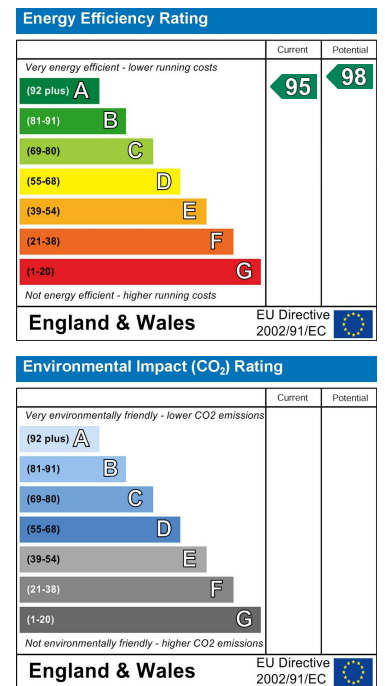 Energy Efficiency Rating
Current Potential
Very energy efficient - lower running costs
(92 plus) A
(81-91) B
(69-80) C
(55-68) D
(39-54) E
(21-38) F
(1-20) G
95 98
Not energy efficient - higher running costs
England & Wales
EU Directive
2002/91/EC
Environmental Impact (CO₂) Rating
Current Potential
Very environmentally friendly - lower CO2 emissions
(92 plus) A
(81-91) B
(69-80) C
(55-68) D
(39-54) E
(21-38) F
(1-20) G
Not environmentally friendly - higher CO2 emissions
England & Wales
EU Directive
2002/91/EC